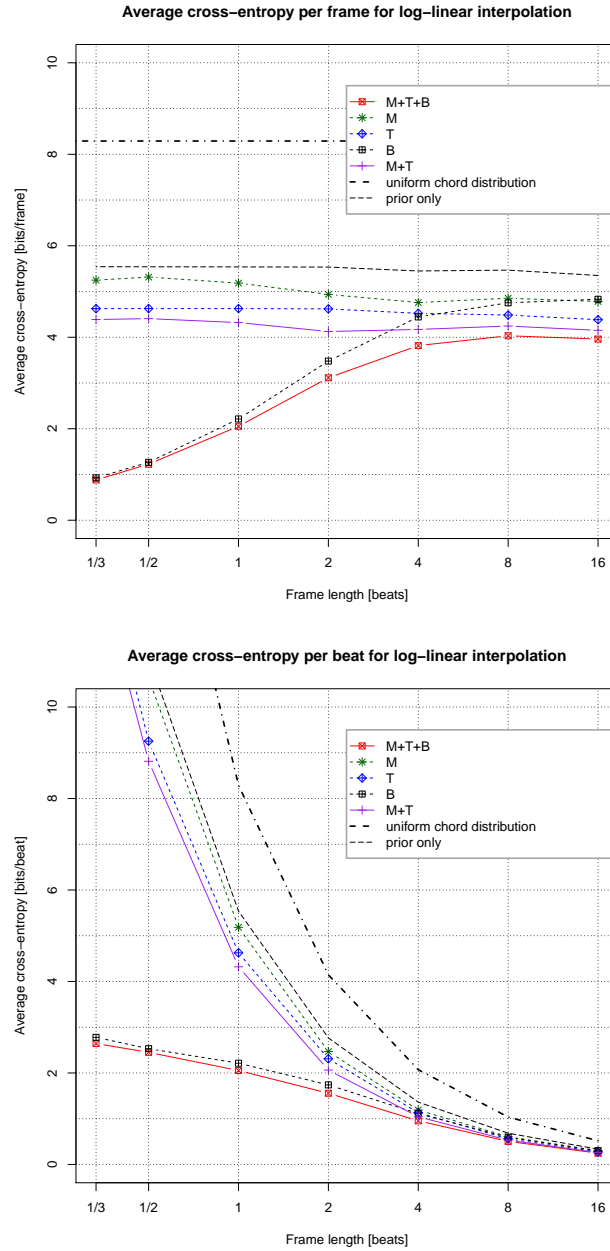 Average cross−entropy per frame for log−linear interpolation
Average cross−entropy [bits/frame]
10
8
6
4
2
0
M+T+B
M
T
B
M+T
uniform chord distribution
prior only
1/3 1/2 1 2 4 8 16
Frame length [beats]
Average cross−entropy per beat for log−linear interpolation
Average cross−entropy [bits/beat]
10
8
6
4
2
0
M+T+B
M
T
B
M+T
uniform chord distribution
prior only
1/3 1/2 1 2 4 8 16
Frame length [beats]